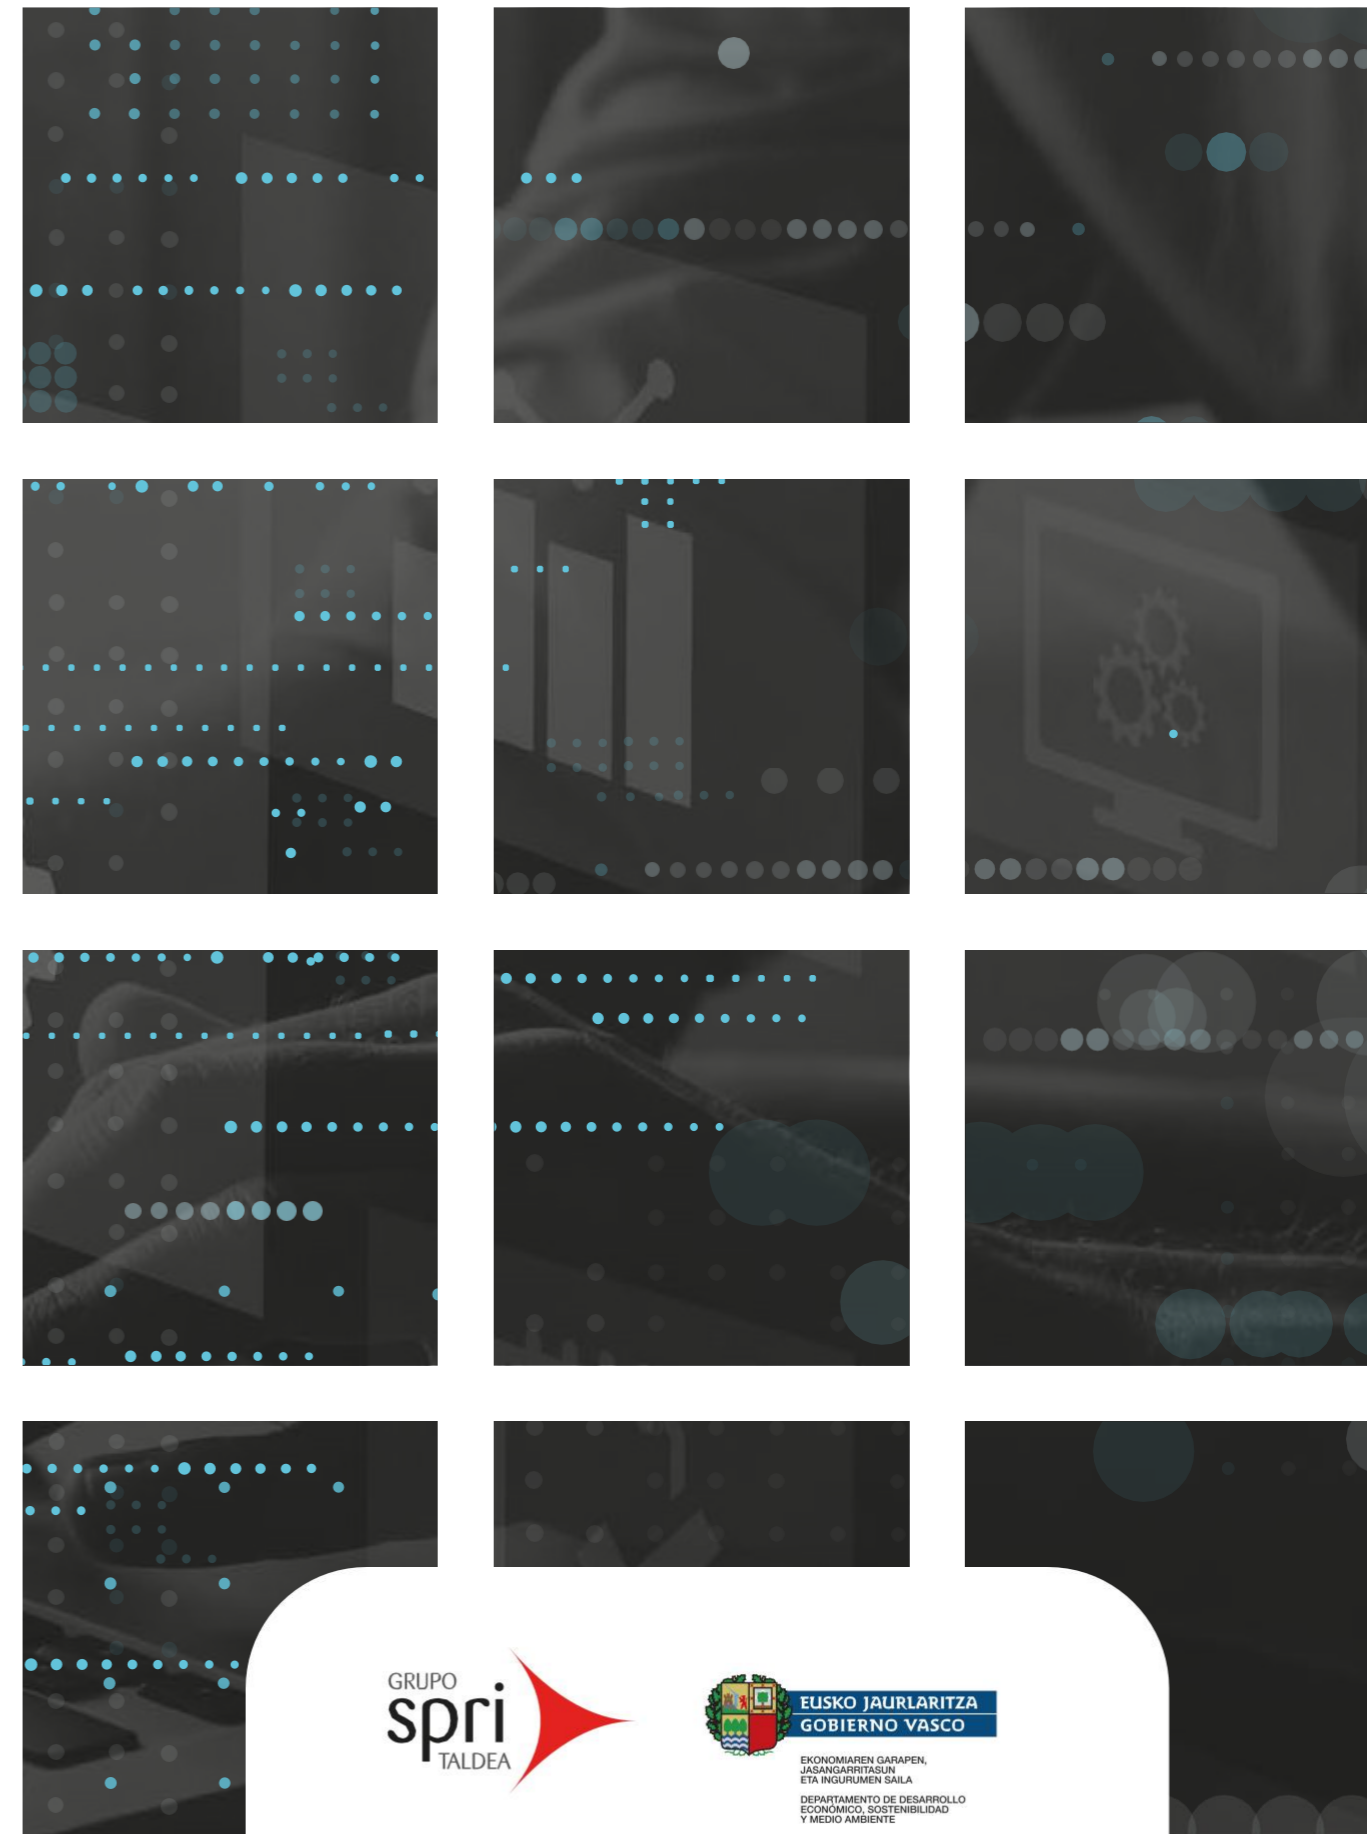 GRUPO
spri
TALDEA
EUSKO JAURLARITZA
GOBIERNO VASCO
EKONOMIAREN GARAPEN,
JASANGARRITASUN
ETA INGURUMEN SAILA
DEPARTAMENTO DE DESARROLLO
ECONÓMICO, SOSTENIBILIDAD
Y MEDIO AMBIENTE